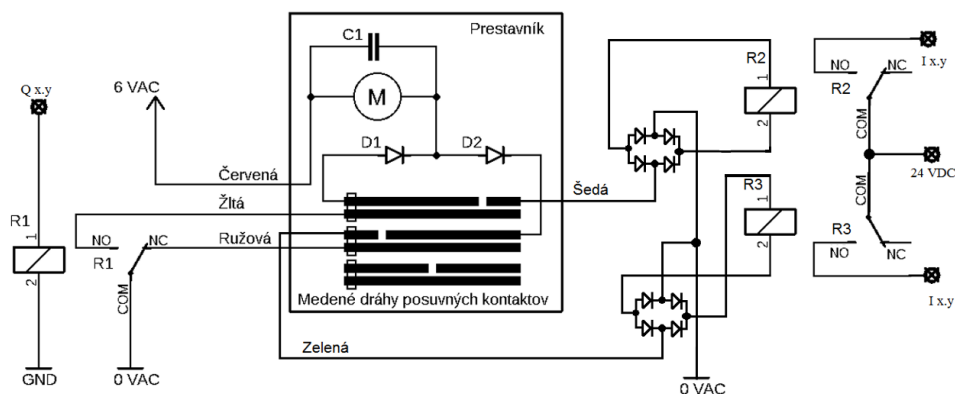 Prestavník
C1
M
D1
D2
Q x.y
6 VAC
Červená
Žltá
Ružová
R1
1
2
NO
NC
R1
COM
GND
0 VAC
Medené dráhy posuvných kontaktov
Zelená
Šedá
R2
1
2
R3
1
2
0 VAC
I x.y
NO
NC
R2
COM
24 VDC
COM
R3
NO
NC
I x.y